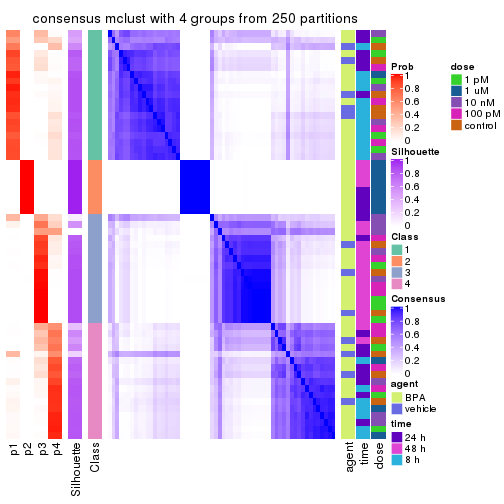 consensus mclust with 4 groups from 250 partitions
Prob
1
0.8
0.6
0.4
0.2
0
Silhouette
1
0.8
0.6
0.4
0.2
0
Class
1
2
3
4
Consensus
1
0.8
0.6
0.4
0.2
0
agent
BPA
vehicle
time
24 h
48 h
8 h
dose
1 pM
1 uM
10 nM
100 pM
control
p1
p2
p3
p4
Silhouette
Class
agent
time
dose